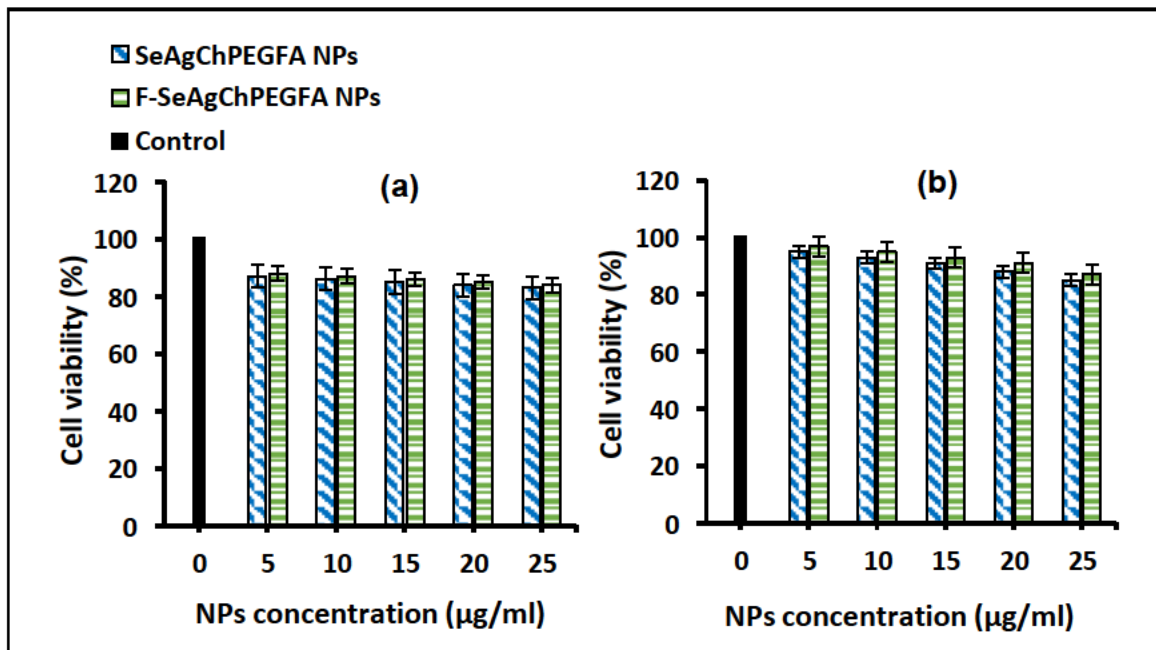 SeAgChPEGFA NPs
F-SeAgChPEGFA NPs
Control
(a)
120
100
80
60
40
20
0
Cell viability (%)
0 5 10 15 20 25
NPs concentration (µg/ml)
(b)
120
100
80
60
40
20
0
Cell viability (%)
0 5 10 15 20 25
NPs concentration (µg/ml)